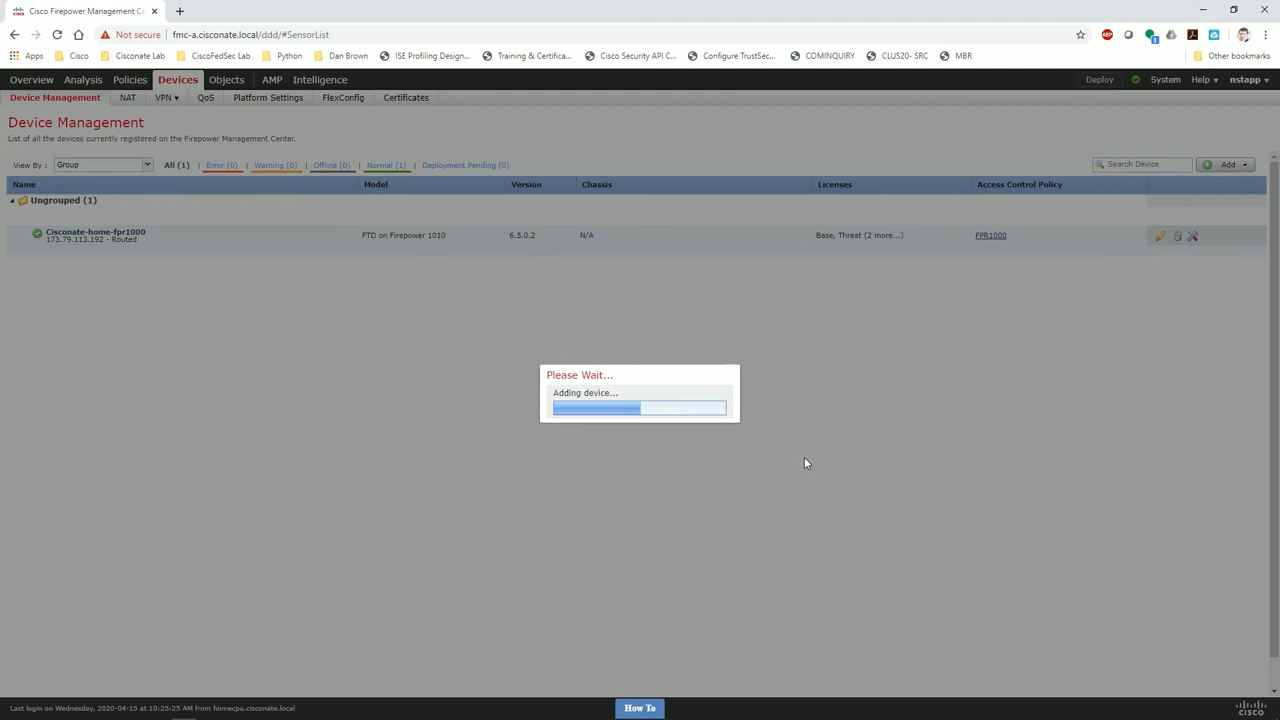 Cisco Firepower Management Ce
Not secure | fmc-a.cisconate.local/ddd/#SensorList
Apps Cisco Cisconate Lab CiscoFedSec Lab Python Dan Brown ISE Profiling Design... Training & Certifica... Cisco Security API C... Configure TrustSec... COMINQUIRY CLUS20- SRC MBR Other bookmarks
Overview Analysis Policies Devices Objects AMP Intelligence Deploy System Help nstapp
Device Management NAT VPN QoS Platform Settings FlexConfig Certificates
Device Management
List of all the devices currently registered on the Firepower Management Center.
View By : Group All (1) | Error (0) | Warning (0) | Offline (0) | Normal (1) | Deployment Pending (0) Search Device Add
Name Model Version Chassis Licenses Access Control Policy
Ungrouped (1)
Cisconate-home-fpr1000
173.79.113.192 - Routed
FTD on Firepower 1010 6.5.0.2 N/A Base, Threat (2 more...) FPR1000
Please Wait...
Adding device...
Last login on Wednesday, 2020-04-15 at 10:25:25 AM from homecpu.cisconate.local How To cisco